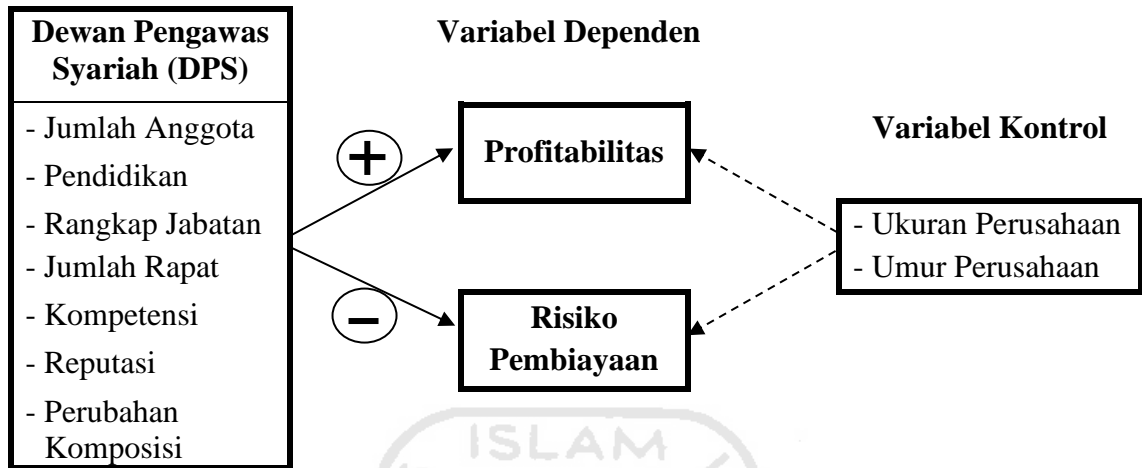 Dewan Pengawas
Syariah (DPS)
- Jumlah Anggota
- Pendidikan
- Rangkap Jabatan
- Jumlah Rapat
- Kompetensi
- Reputasi
- Perubahan
Komposisi
Variabel Dependen
+
Profitabilitas
–
Risiko
Pembiayaan
Variabel Kontrol
- Ukuran Perusahaan
- Umur Perusahaan
ISLAM